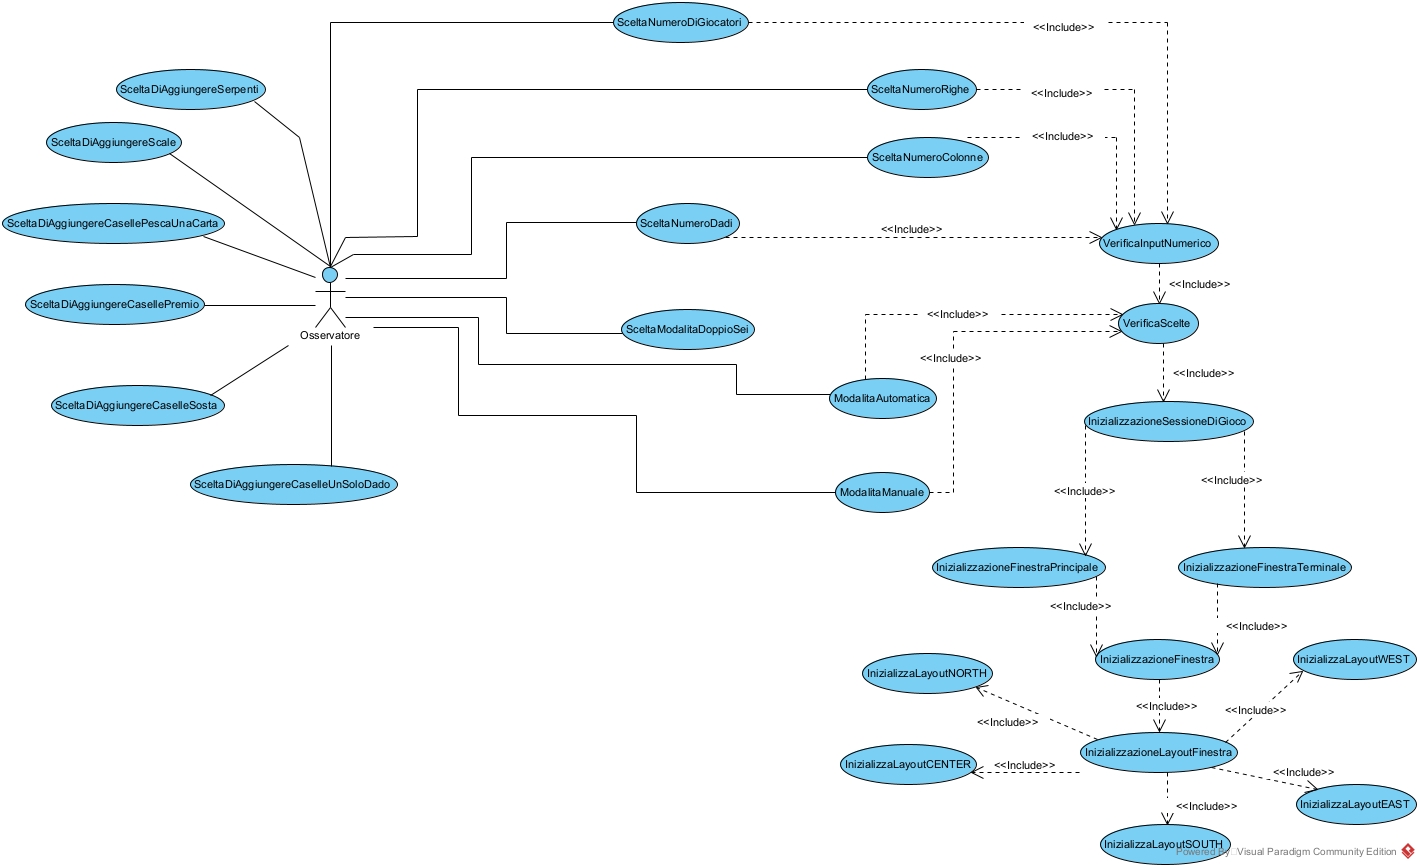 SceltaNumeroDiGiocatori
<<Include>>
SceltaDiAggiungereSerpenti
SceltaNumeroRighe
<<Include>>
SceltaDiAggiungereScale
<<Include>>
SceltaNumeroColonne
SceltaDiAggiungereCasellePescaUnaCarta
SceltaNumeroDadi
<<Include>>
VerificaInputNumerico
<<Include>>
SceltaDiAggiungereCasellePremio
<<Include>>
VerificaScelte
Osservatore
SceltaModalitaDoppioSei
<<Include>>
<<Include>>
ModalitaAutomatica
SceltaDiAggiungereCaselleSosta
InizializzazioneSessioneDiGioco
SceltaDiAggiungereCaselleUnSoloDado
ModalitaManuale
<<Include>>
<<Include>>
InizializzazioneFinestraPrincipale
InizializzazioneFinestraTerminale
<<Include>>
<<Include>>
InizializzazioneFinestra
InizializzaLayoutWEST
InizializzaLayoutNORTH
<<Include>>
<<Include>>
<<Include>>
InizializzazioneLayoutFinestra
InizializzaLayoutCENTER
<<Include>>
<<Include>>
InizializzaLayoutEAST
<<Include>>
InizializzaLayoutSOUTH
Powered By Visual Paradigm Community Edition